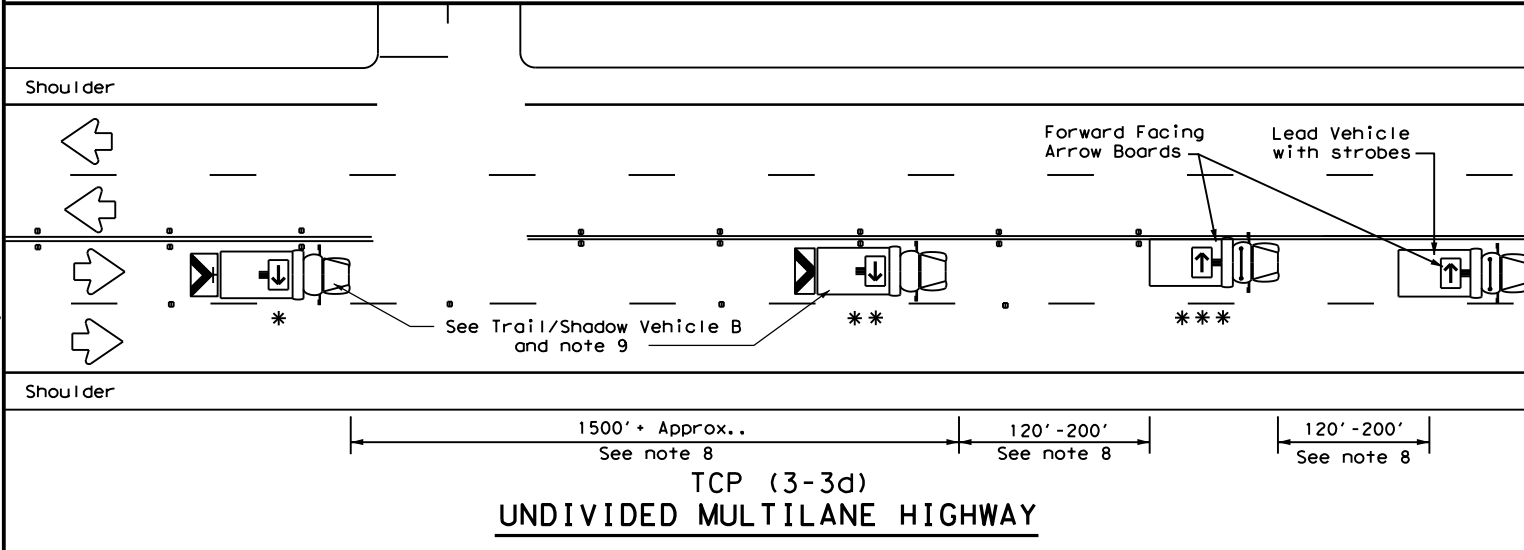 Shoulder
Forward Facing
Arrow Boards
Lead Vehicle
with strobes
*
**
***
See Trail/Shadow Vehicle B
and note 9
Shoulder
1500'+ Approx..
See note 8
120'-200'
See note 8
120'-200'
See note 8
TCP (3-3d)
UNDIVIDED MULTILANE HIGHWAY